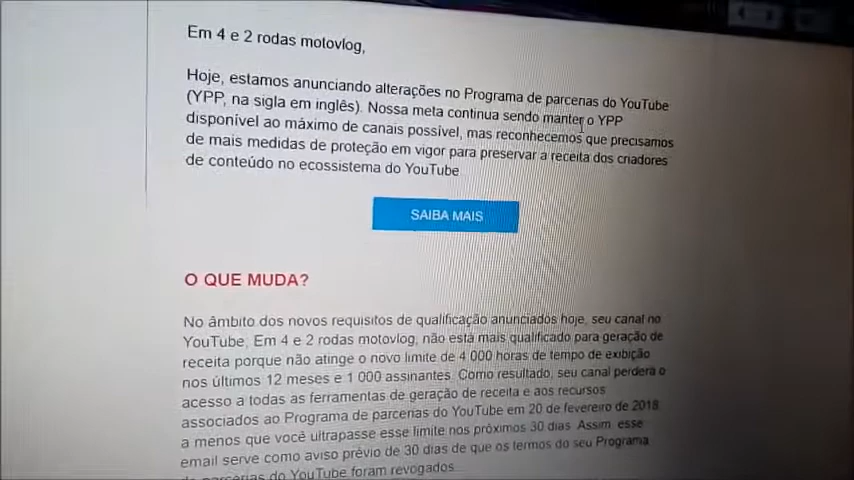 Em 4 e 2 rodas motovlog,
Hoje, estamos anunciando alterações no Programa de parcerias do YouTube
(YPP, na sigla em inglês). Nossa meta continua sendo manter o YPP
disponível ao máximo de canais possível, mas reconhecemos que precisamos
de mais medidas de proteção em vigor para preservar a receita dos criadores
de conteúdo no ecossistema do YouTube.
SAIBA MAIS
O QUE MUDA?
No âmbito dos novos requisitos de qualificação anunciados hoje, seu canal no
YouTube, Em 4 e 2 rodas motovlog, não está mais qualificado para geração de
receita porque não atinge o novo limite de 4 000 horas de tempo de exibição
nos últimos 12 meses e 1 000 assinantes. Como resultado, seu canal perderá o
acesso a todas as ferramentas de geração de receita e aos recursos
associados ao Programa de parcerias do YouTube em 20 de fevereiro de 2018
a menos que você ultrapasse esse limite nos próximos 30 dias. Assim, esse
email serve como aviso prévio de 30 dias de que os termos do seu Programa
de parcerias do YouTube foram revogados.